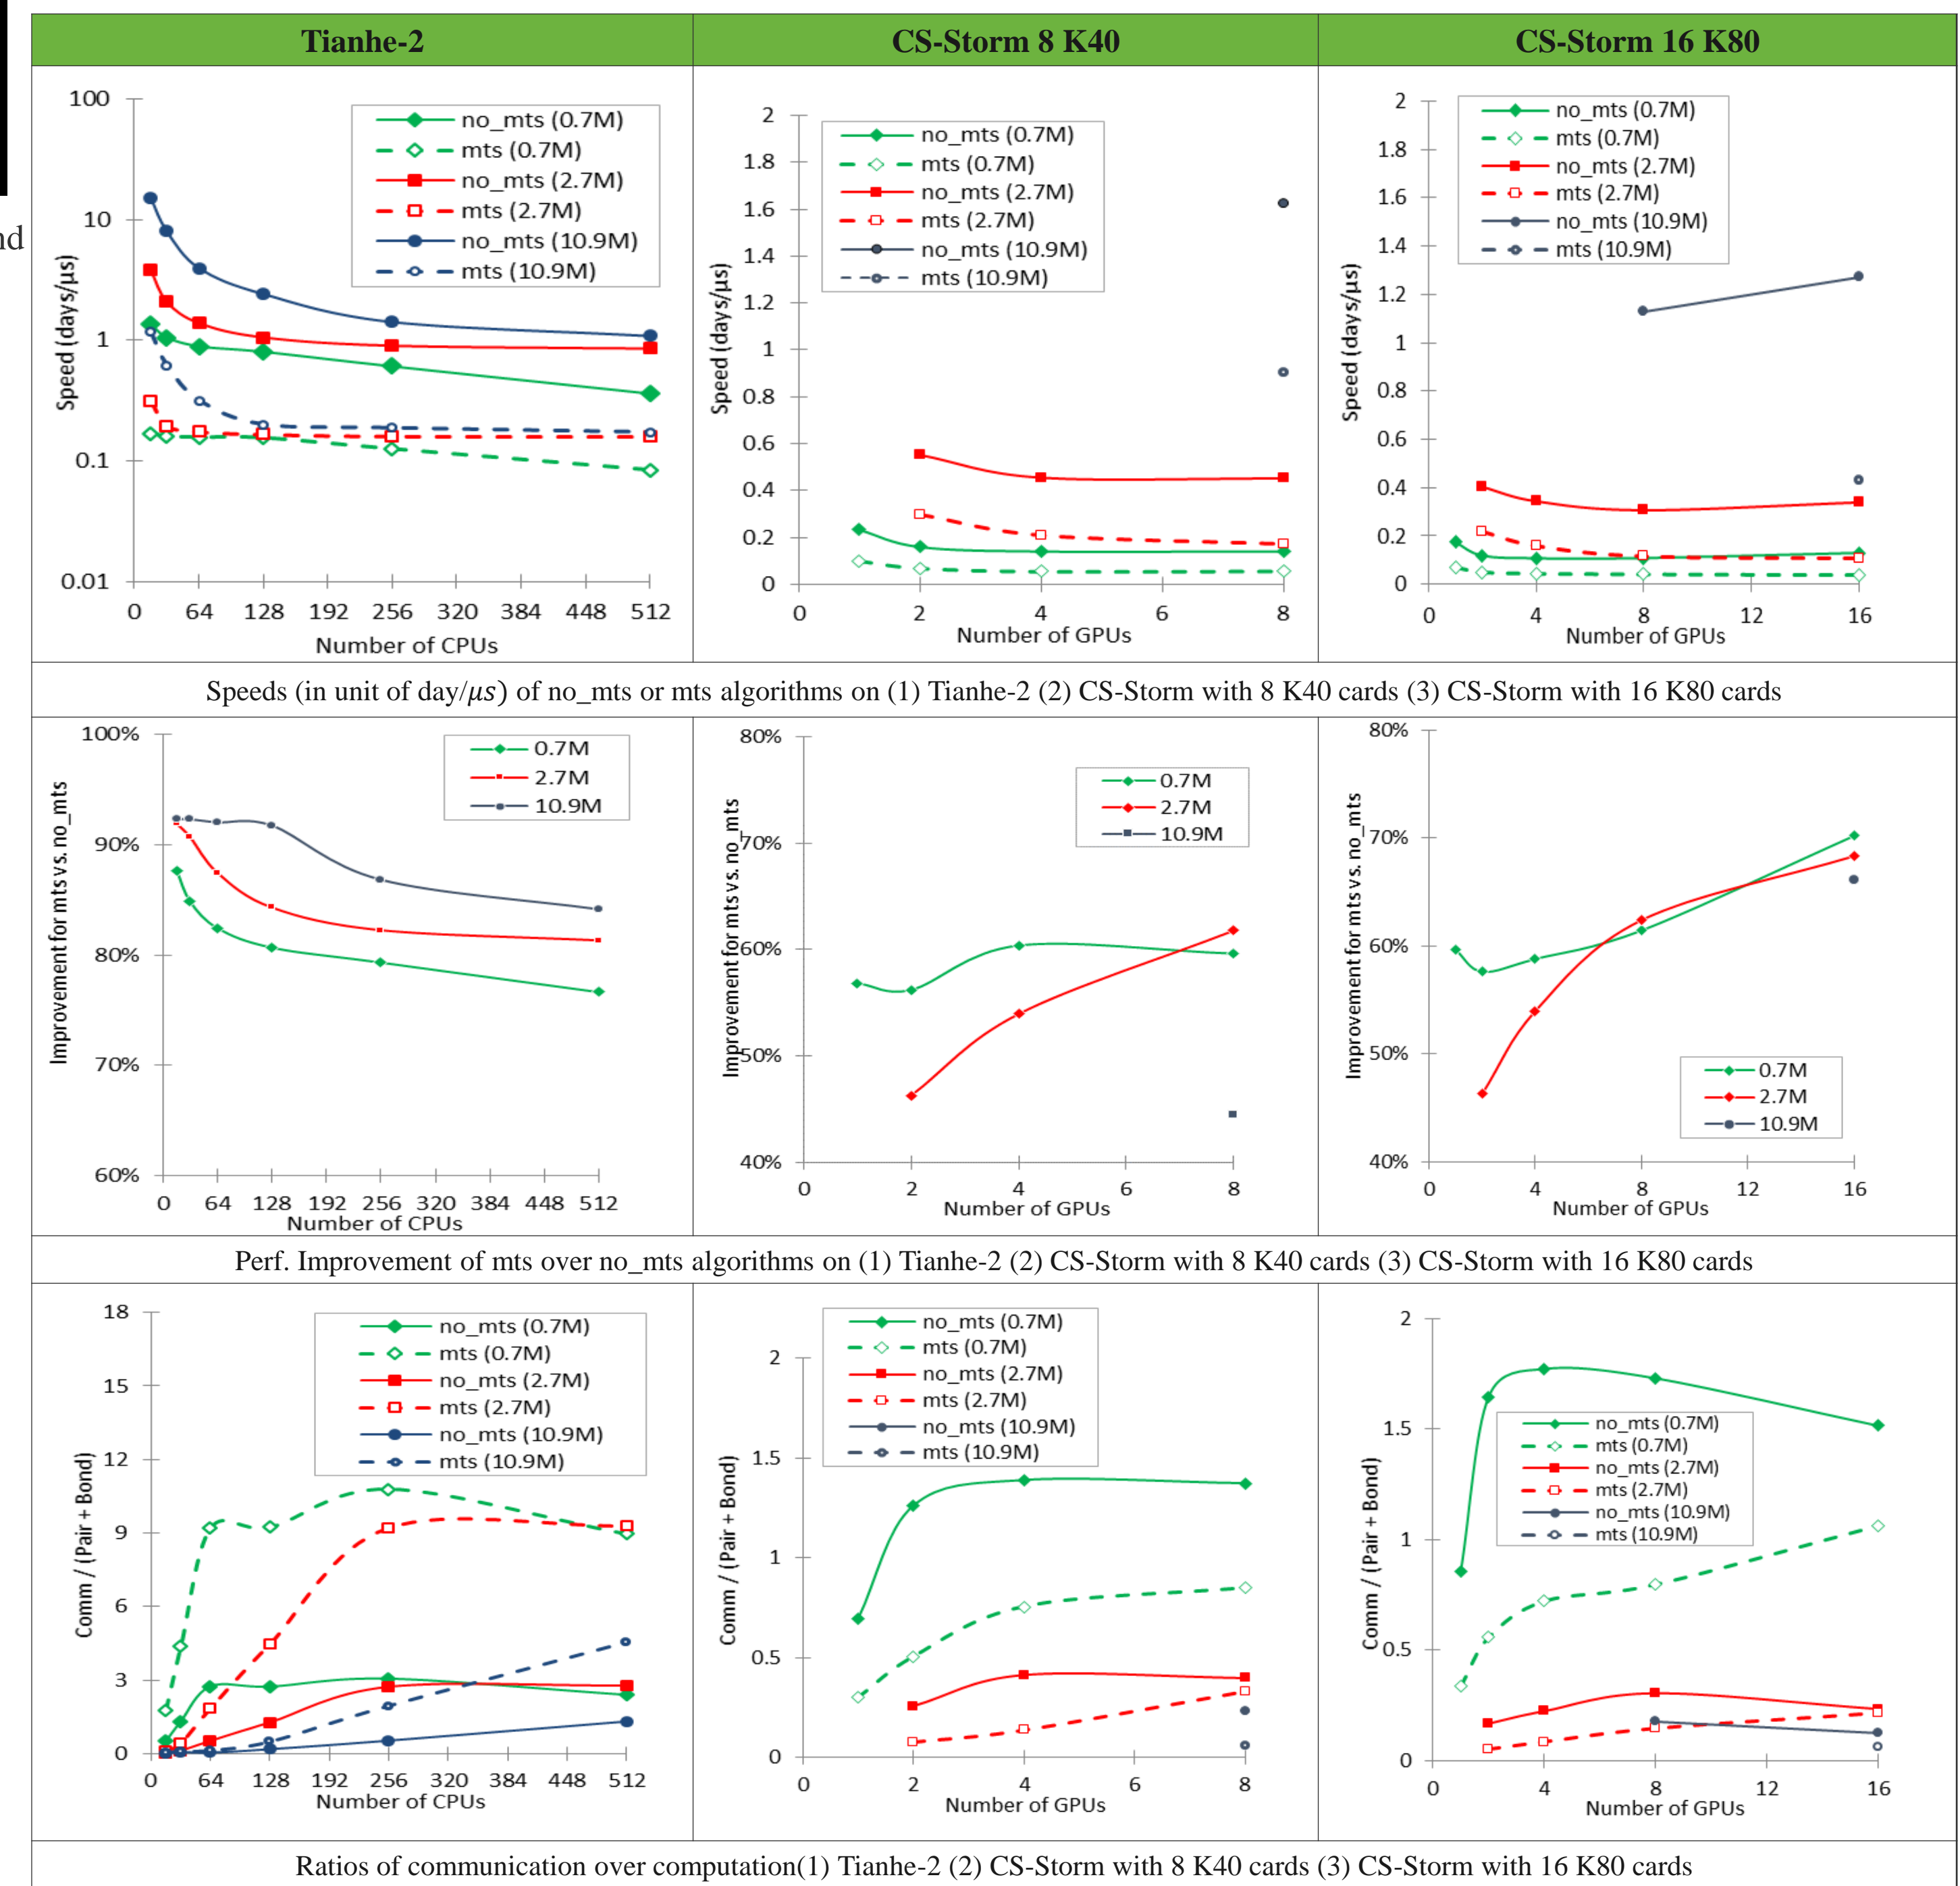 Tianhe-2
CS-Storm 8 K40
CS-Storm 16 K80
nd
Speed (days/µs)
100
10
1
0.1
0.01
no_mts (0.7M)
mts (0.7M)
no_mts (2.7M)
mts (2.7M)
no_mts (10.9M)
mts (10.9M)
0 64 128 192 256 320 384 448 512
Number of CPUs
Speed (days/µs)
2
1.8
1.6
1.4
1.2
1
0.8
0.6
0.4
0.2
0
no_mts (0.7M)
mts (0.7M)
no_mts (2.7M)
mts (2.7M)
no_mts (10.9M)
mts (10.9M)
0 2 4 6 8
Number of GPUs
Speed (days/µs)
2
1.8
1.6
1.4
1.2
1
0.8
0.6
0.4
0.2
0
no_mts (0.7M)
mts (0.7M)
no_mts (2.7M)
mts (2.7M)
no_mts (10.9M)
mts (10.9M)
0 4 8 12 16
Number of GPUs
Speeds (in unit of day/μs) of no_mts or mts algorithms on (1) Tianhe-2 (2) CS-Storm with 8 K40 cards (3) CS-Storm with 16 K80 cards
Improvement for mts vs. no_mts
100%
90%
80%
70%
60%
0.7M
2.7M
10.9M
0 64 128 192 256 320 384 448 512
Number of CPUs
Improvement for mts vs. no_mts
80%
70%
60%
50%
40%
0.7M
2.7M
10.9M
0 2 4 6 8
Number of GPUs
Improvement for mts vs. no_mts
80%
70%
60%
50%
40%
0.7M
2.7M
10.9M
0 4 8 12 16
Number of GPUs
Perf. Improvement of mts over no_mts algorithms on (1) Tianhe-2 (2) CS-Storm with 8 K40 cards (3) CS-Storm with 16 K80 cards
Comm / (Pair + Bond)
18
15
12
9
6
3
0
no_mts (0.7M)
mts (0.7M)
no_mts (2.7M)
mts (2.7M)
no_mts (10.9M)
mts (10.9M)
0 64 128 192 256 320 384 448 512
Number of CPUs
Comm / (Pair + Bond)
2
1.5
1
0.5
0
no_mts (0.7M)
mts (0.7M)
no_mts (2.7M)
mts (2.7M)
no_mts (10.9M)
mts (10.9M)
0 2 4 6 8
Number of GPUs
Comm / (Pair + Bond)
2
1.5
1
0.5
0
no_mts (0.7M)
mts (0.7M)
no_mts (2.7M)
mts (2.7M)
no_mts (10.9M)
mts (10.9M)
0 4 8 12 16
Number of GPUs
Ratios of communication over computation(1) Tianhe-2 (2) CS-Storm with 8 K40 cards (3) CS-Storm with 16 K80 cards